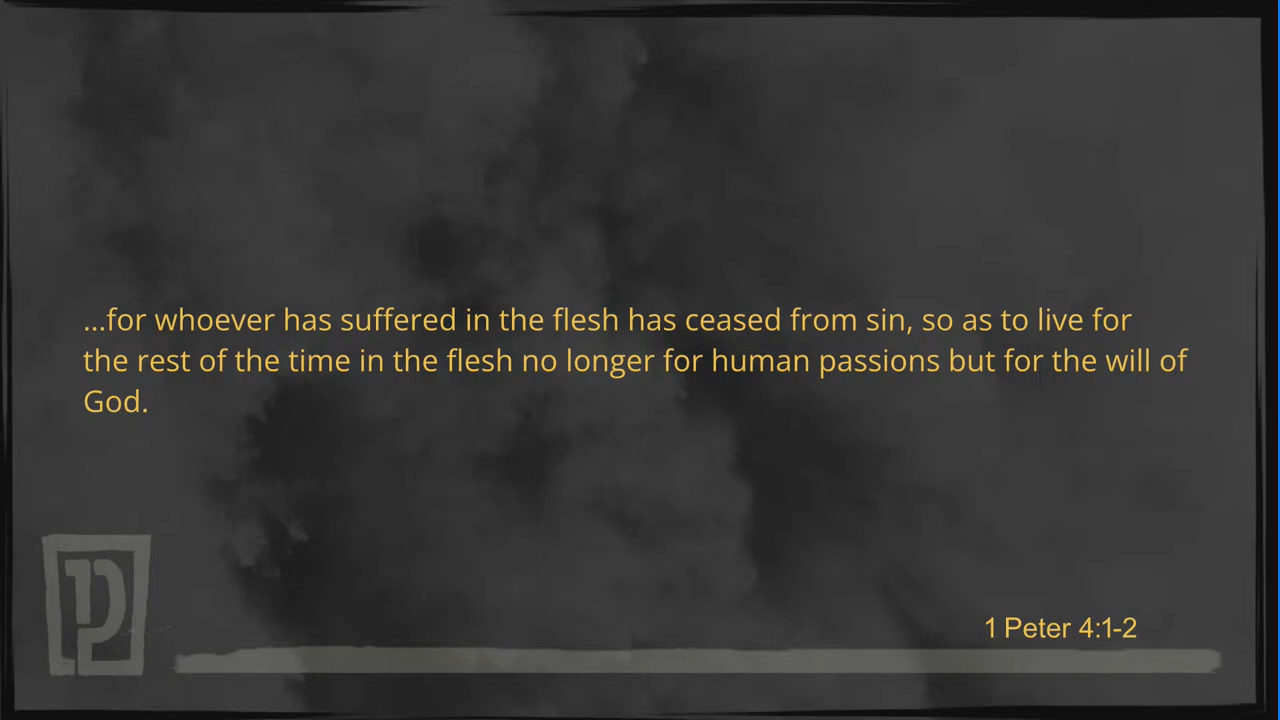 ...for whoever has suffered in the flesh has ceased from sin, so as to live for
the rest of the time in the flesh no longer for human passions but for the will of
God.
1 Peter 4:1-2